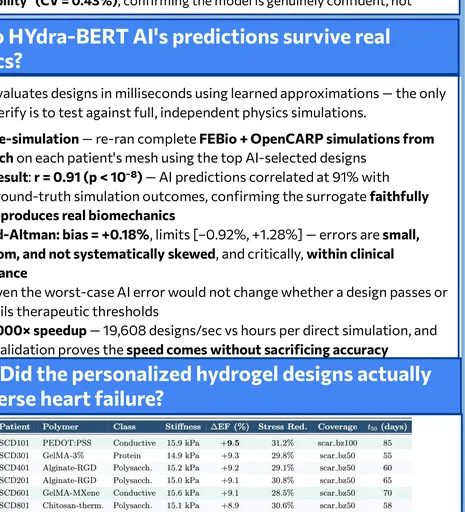 bility (CV = 0.43%), confirming the model is genuinely confident, not
o HYdra-BERT AI's predictions survive real
cs?
valuates designs in milliseconds using learned approximations — the only
erify is to test against full, independent physics simulations.
e-simulation — re-ran complete FEBio + OpenCARP simulations from
ch on each patient's mesh using the top AI-selected designs
esult: r = 0.91 (p < 10⁻⁸) — AI predictions correlated at 91% with
ound-truth simulation outcomes, confirming the surrogate faithfully
produces real biomechanics
d-Altman: bias = +0.18%, limits [−0.92%, +1.28%] — errors are small,
om, and not systematically skewed, and critically, within clinical
ance
ven the worst-case AI error would not change whether a design passes or
ils therapeutic thresholds
000× speedup — 19,608 designs/sec vs hours per direct simulation, and
alidation proves the speed comes without sacrificing accuracy
Did the personalized hydrogel designs actually
erse heart failure?
Patient Polymer Class Stiffness ΔEF (%) Stress Red. Coverage t₅₀ (days)
SCD101 PEDOT:PSS Conductive 15.9 kPa +9.5 31.2% scar_bz100 85
SCD301 GelMA-3% Protein 14.9 kPa +9.3 29.8% scar_bz50 55
SCD401 Alginate-RGD Polysacch. 15.2 kPa +9.2 29.1% scar_bz50 60
SCD201 Alginate-RGD Polysacch. 15.0 kPa +9.1 30.8% scar_bz50 65
SCD601 GelMA-MXene Conductive 15.6 kPa +9.1 28.5% scar_bz50 70
SCD801 Chitosan-therm. Polysacch. 15.1 kPa +8.9 30.6% scar_bz50 58